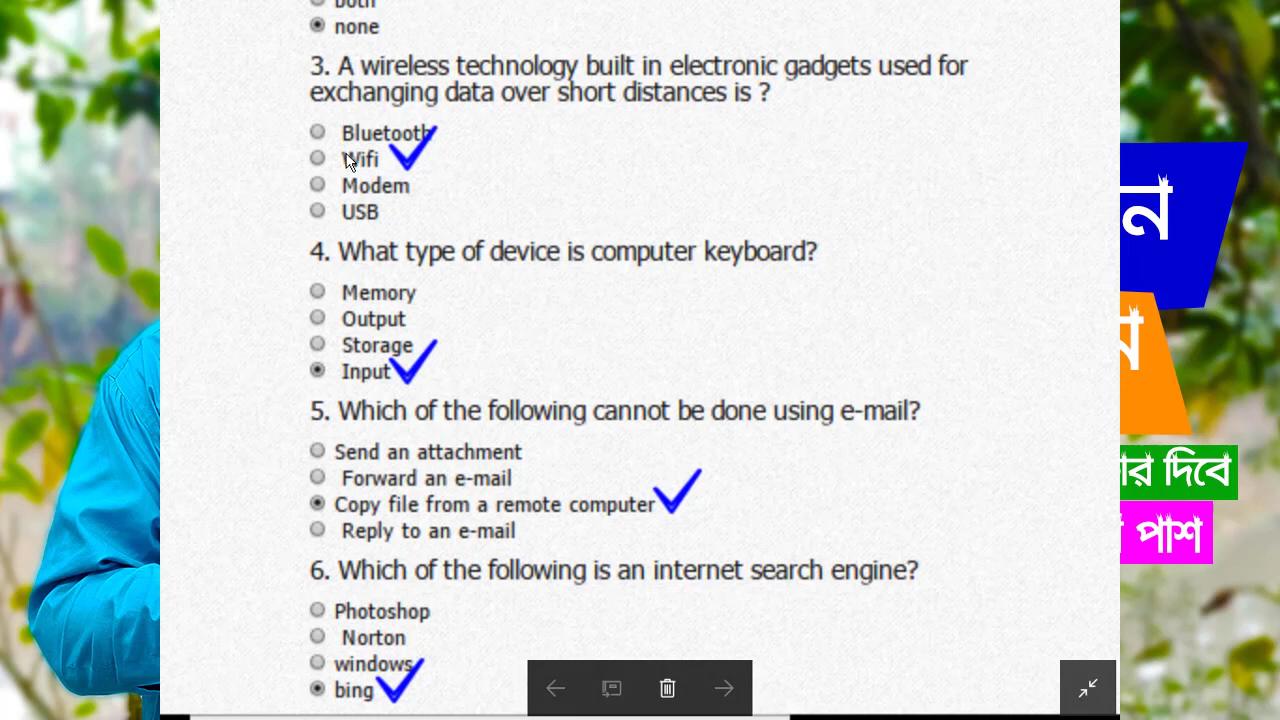 both
none
3. A wireless technology built in electronic gadgets used for
exchanging data over short distances is ?
Bluetooth
Wifi
Modem
USB
4. What type of device is computer keyboard?
Memory
Output
Storage
Input
5. Which of the following cannot be done using e-mail?
Send an attachment
Forward an e-mail
Copy file from a remote computer
Reply to an e-mail
6. Which of the following is an internet search engine?
Photoshop
Norton
windows
bing
দিবে
পাশ